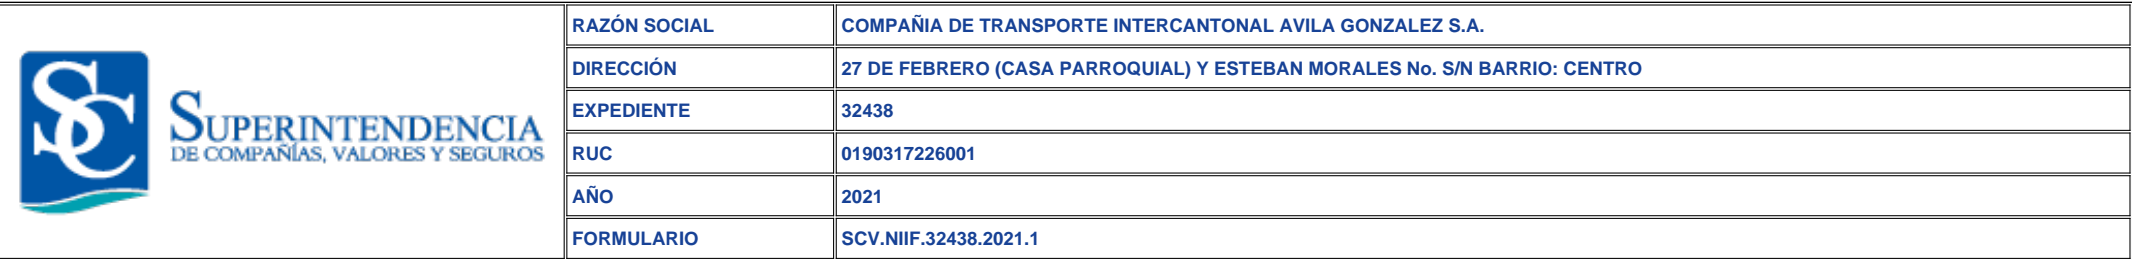 SC
SUPERINTENDENCIA
DE COMPAÑÍAS, VALORES Y SEGUROS
RAZÓN SOCIAL COMPAÑIA DE TRANSPORTE INTERCANTONAL AVILA GONZALEZ S.A.
DIRECCIÓN 27 DE FEBRERO (CASA PARROQUIAL) Y ESTEBAN MORALES No. S/N BARRIO: CENTRO
EXPEDIENTE 32438
RUC 0190317226001
AÑO 2021
FORMULARIO SCV.NIIF.32438.2021.1